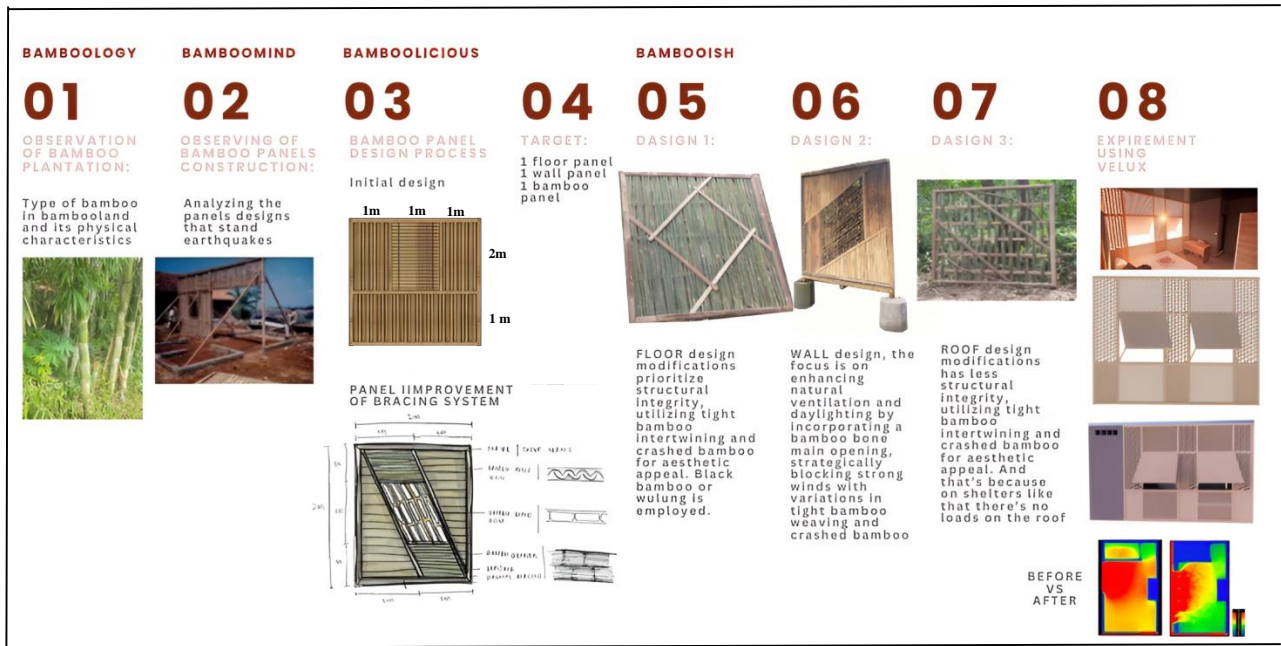 BAMBOOLOGY
01
OBSERVATION
OF BAMBOO
PLANTATION:
Type of bamboo
in bambooland
and its physical
characteristics
BAMBOOMIND
02
OBSERVING OF
BAMBOO PANELS
CONSTRUCTION:
Analyzing the
panels designs
that stand
earthquakes
BAMBOOLICIOUS
03
BAMBOO PANEL
DESIGN PROCESS
Initial design
1m 1m 1m
2m
1 m
PANEL IIMPROVEMENT
OF BRACING SYSTEM
04
TARGET:
1 floor panel
1 wall panel
1 bamboo
panel
BAMBOOISH
05
DASIGN 1:
FLOOR design
modifications
prioritize
structural
integrity,
utilizing tight
bamboo
intertwining and
crashed bamboo
for aesthetic
appeal. Black
bamboo or
wulung is
employed.
06
DASIGN 2:
WALL design, the
focus is on
enhancing
natural
ventilation and
daylighting by
incorporating a
bamboo bone
main opening,
strategically
blocking strong
winds with
variations in
tight bamboo
weaving and
crashed bamboo
07
DASIGN 3:
ROOF design
modifications
has less
structural
integrity,
utilizing tight
bamboo
intertwining and
crashed bamboo
for aesthetic
appeal. And
that's because
on shelters like
that there's no
loads on the roof
08
EXPIREMENT
USING
VELUX
BEFORE
VS
AFTER